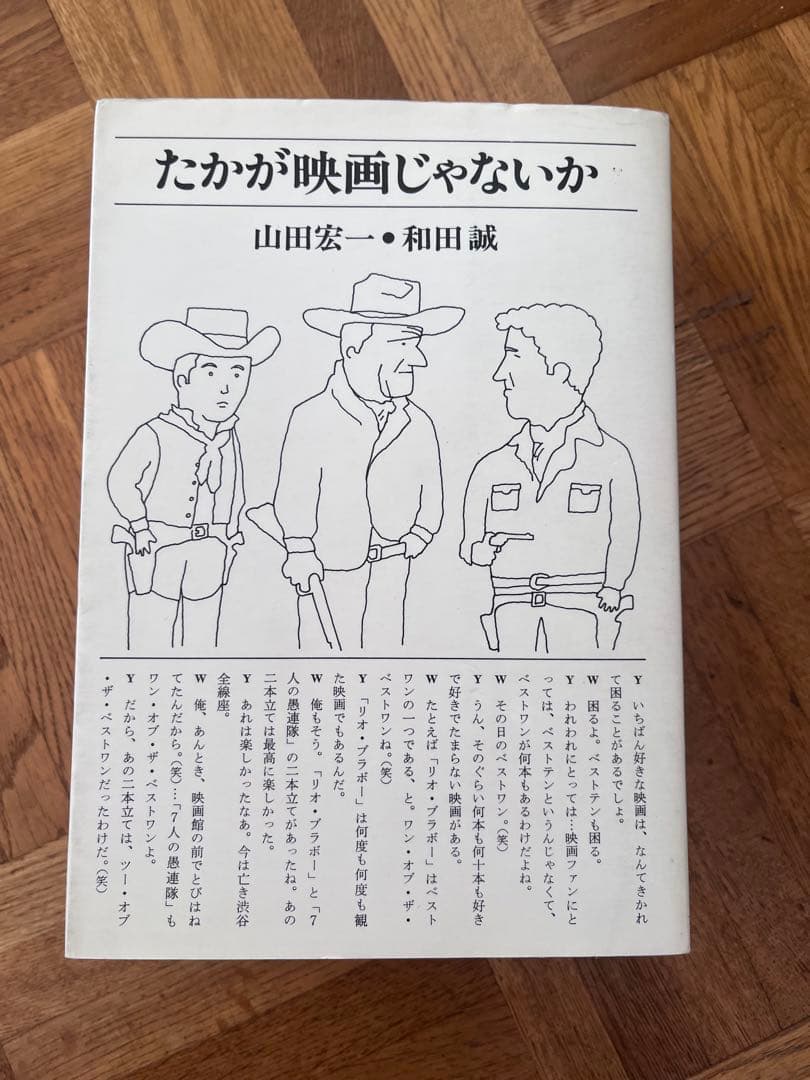 たかが映画じゃないか
山田宏一●和田誠
Y いちばん好きな映画は、なんてきかれ
て困ることがあるでしょ。
W 困るよ。ベストテンも困る。
Y われわれにとっては…映画ファンにと
っては、ベストテンというんじゃなくて、
ベストワンが何本もあるわけだよね。
W その日のベストワン。(笑)
Y うん、そのぐらい何本も何十本も好き
で好きでたまらない映画がある。
W たとえば「リオ・ブラボー」はベスト
ワンの一つである、と。ワン・オブ・ザ・
ベストワンね。(笑)
Y 「リオ・ブラボー」は何度も何度も観
た映画でもあるんだ。
W 俺もそう。「リオ・ブラボー」と「7
人の愚連隊」の二本立てがあったね。あの
二本立ては最高に楽しかった。
Y あれは楽しかったなあ。今は亡き渋谷
全線座。
W 俺、あんとき、映画館の前でとびはね
てたんだから。(笑)…「7人の愚連隊」も
ワン・オブ・ザ・ベストワンよ。
Y だから、あの二本立ては、ツー・オブ
・ザ・ベストワンだったわけだ。(笑)